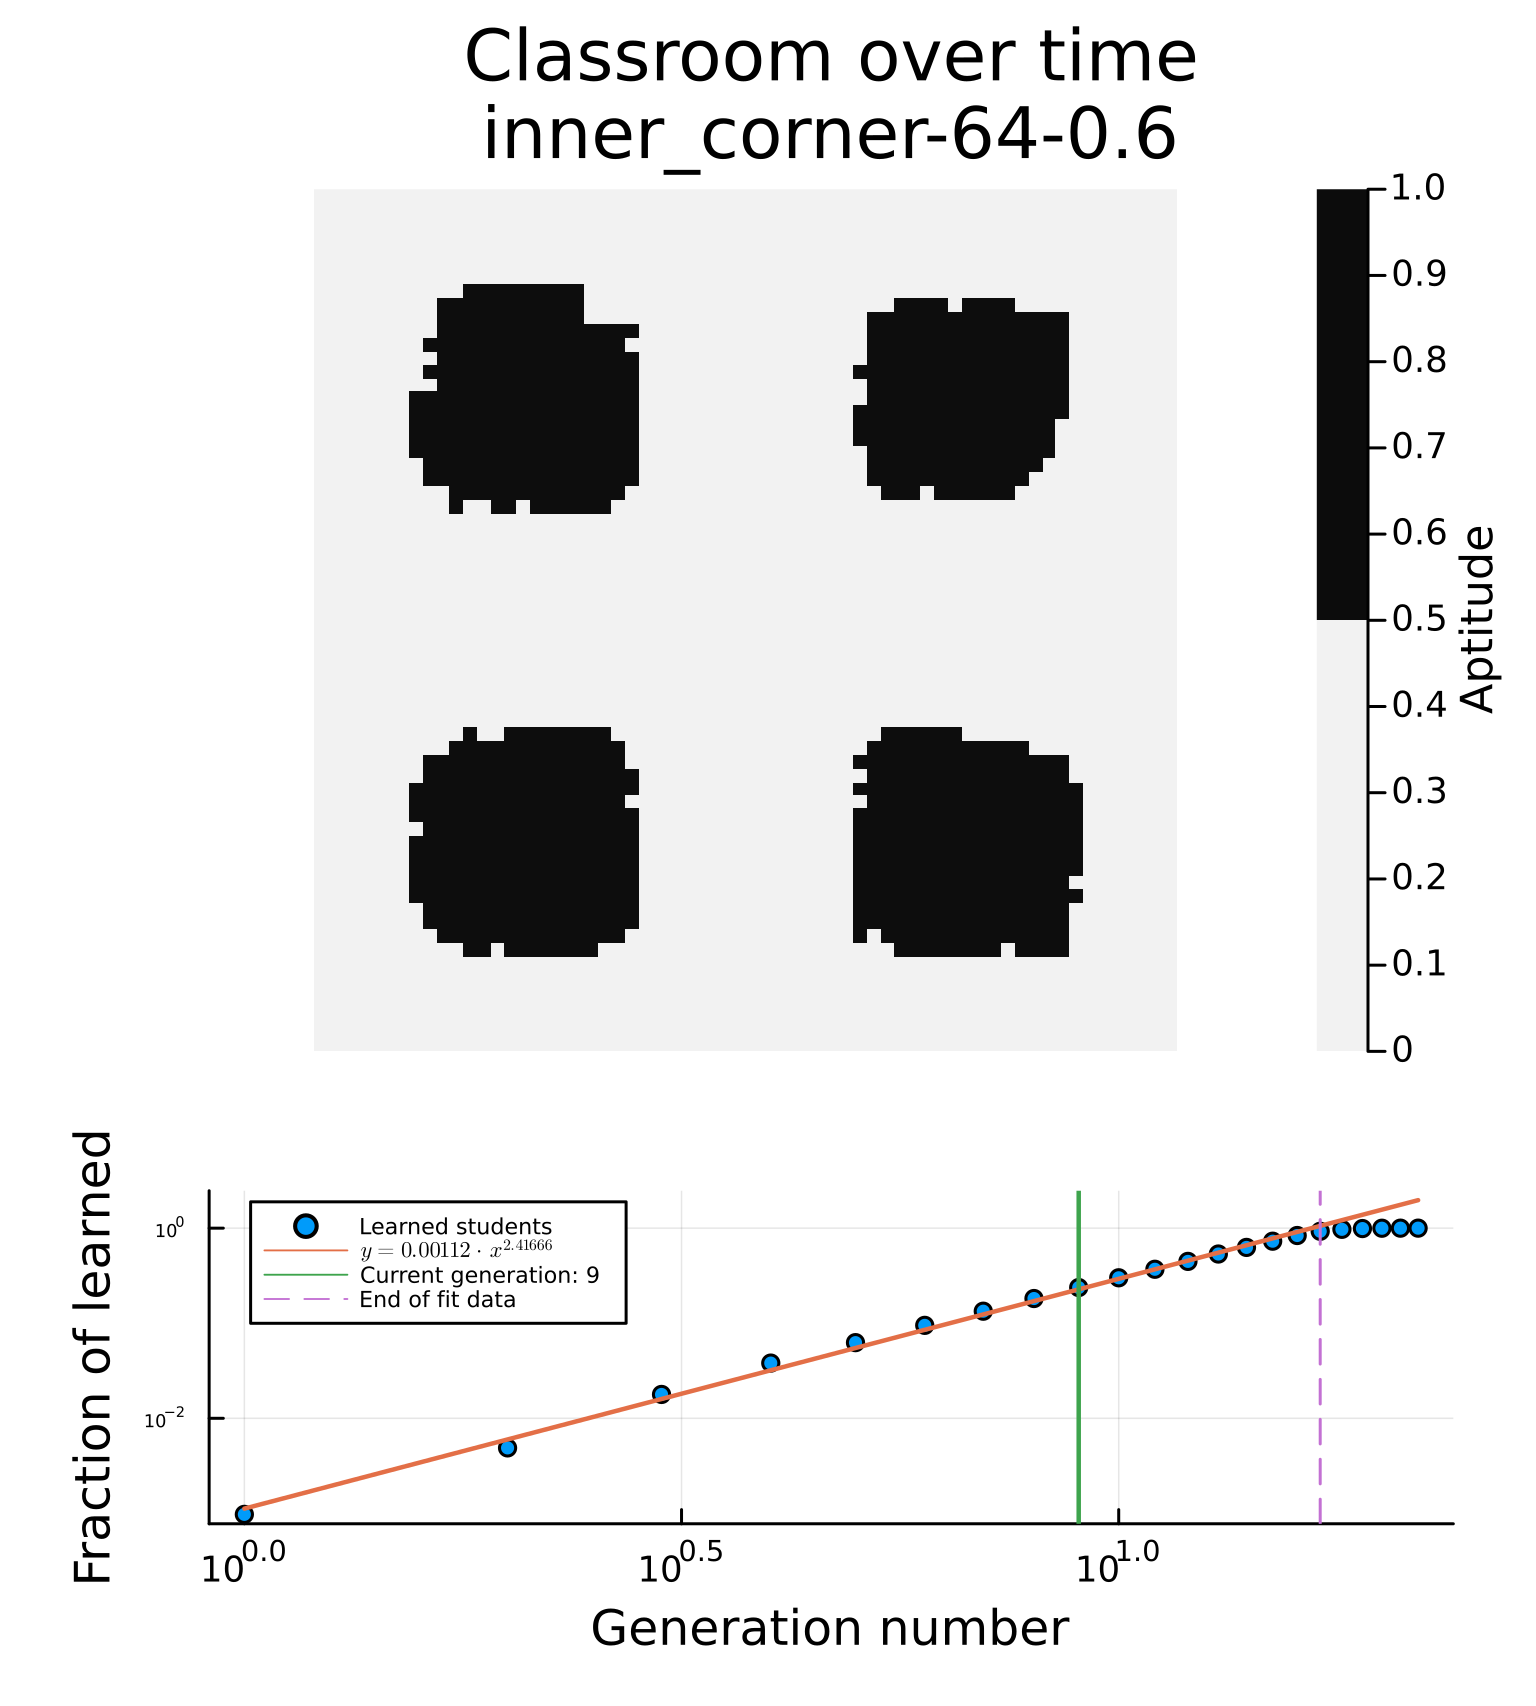 Classroom over time
inner_corner-64-0.6
1.0
0.9
0.8
0.7
0.6
0.5
0.4
0.3
0.2
0.1
0
Aptitude
Fraction of learned
10⁰
10⁻²
Learned students
y = 0.00112 · x^2.41666
Current generation: 9
End of fit data
10^0.0
10^0.5
10^1.0
Generation number